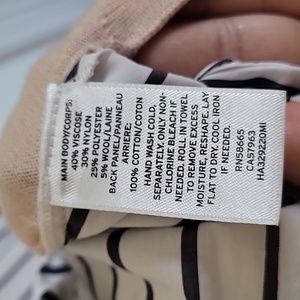 MAIN BODY/CORPS:
40% VISCOSE
30% NYLON
25% POLYESTER
5% WOOL/LAINE
BACK PANEL/PANNEAU
ARRIERE:
100% COTTON/COTON
HAND WASH COLD,
SEPARATELY. ONLY NON-
CHLORINE BLEACH IF
NEEDED. ROLL IN TOWEL
TO REMOVE EXCESS
MOISTURE, RESHAPE, LAY
FLAT TO DRY. COOL IRON
IF NEEDED.
RN58665
CA57963
HA329220MI